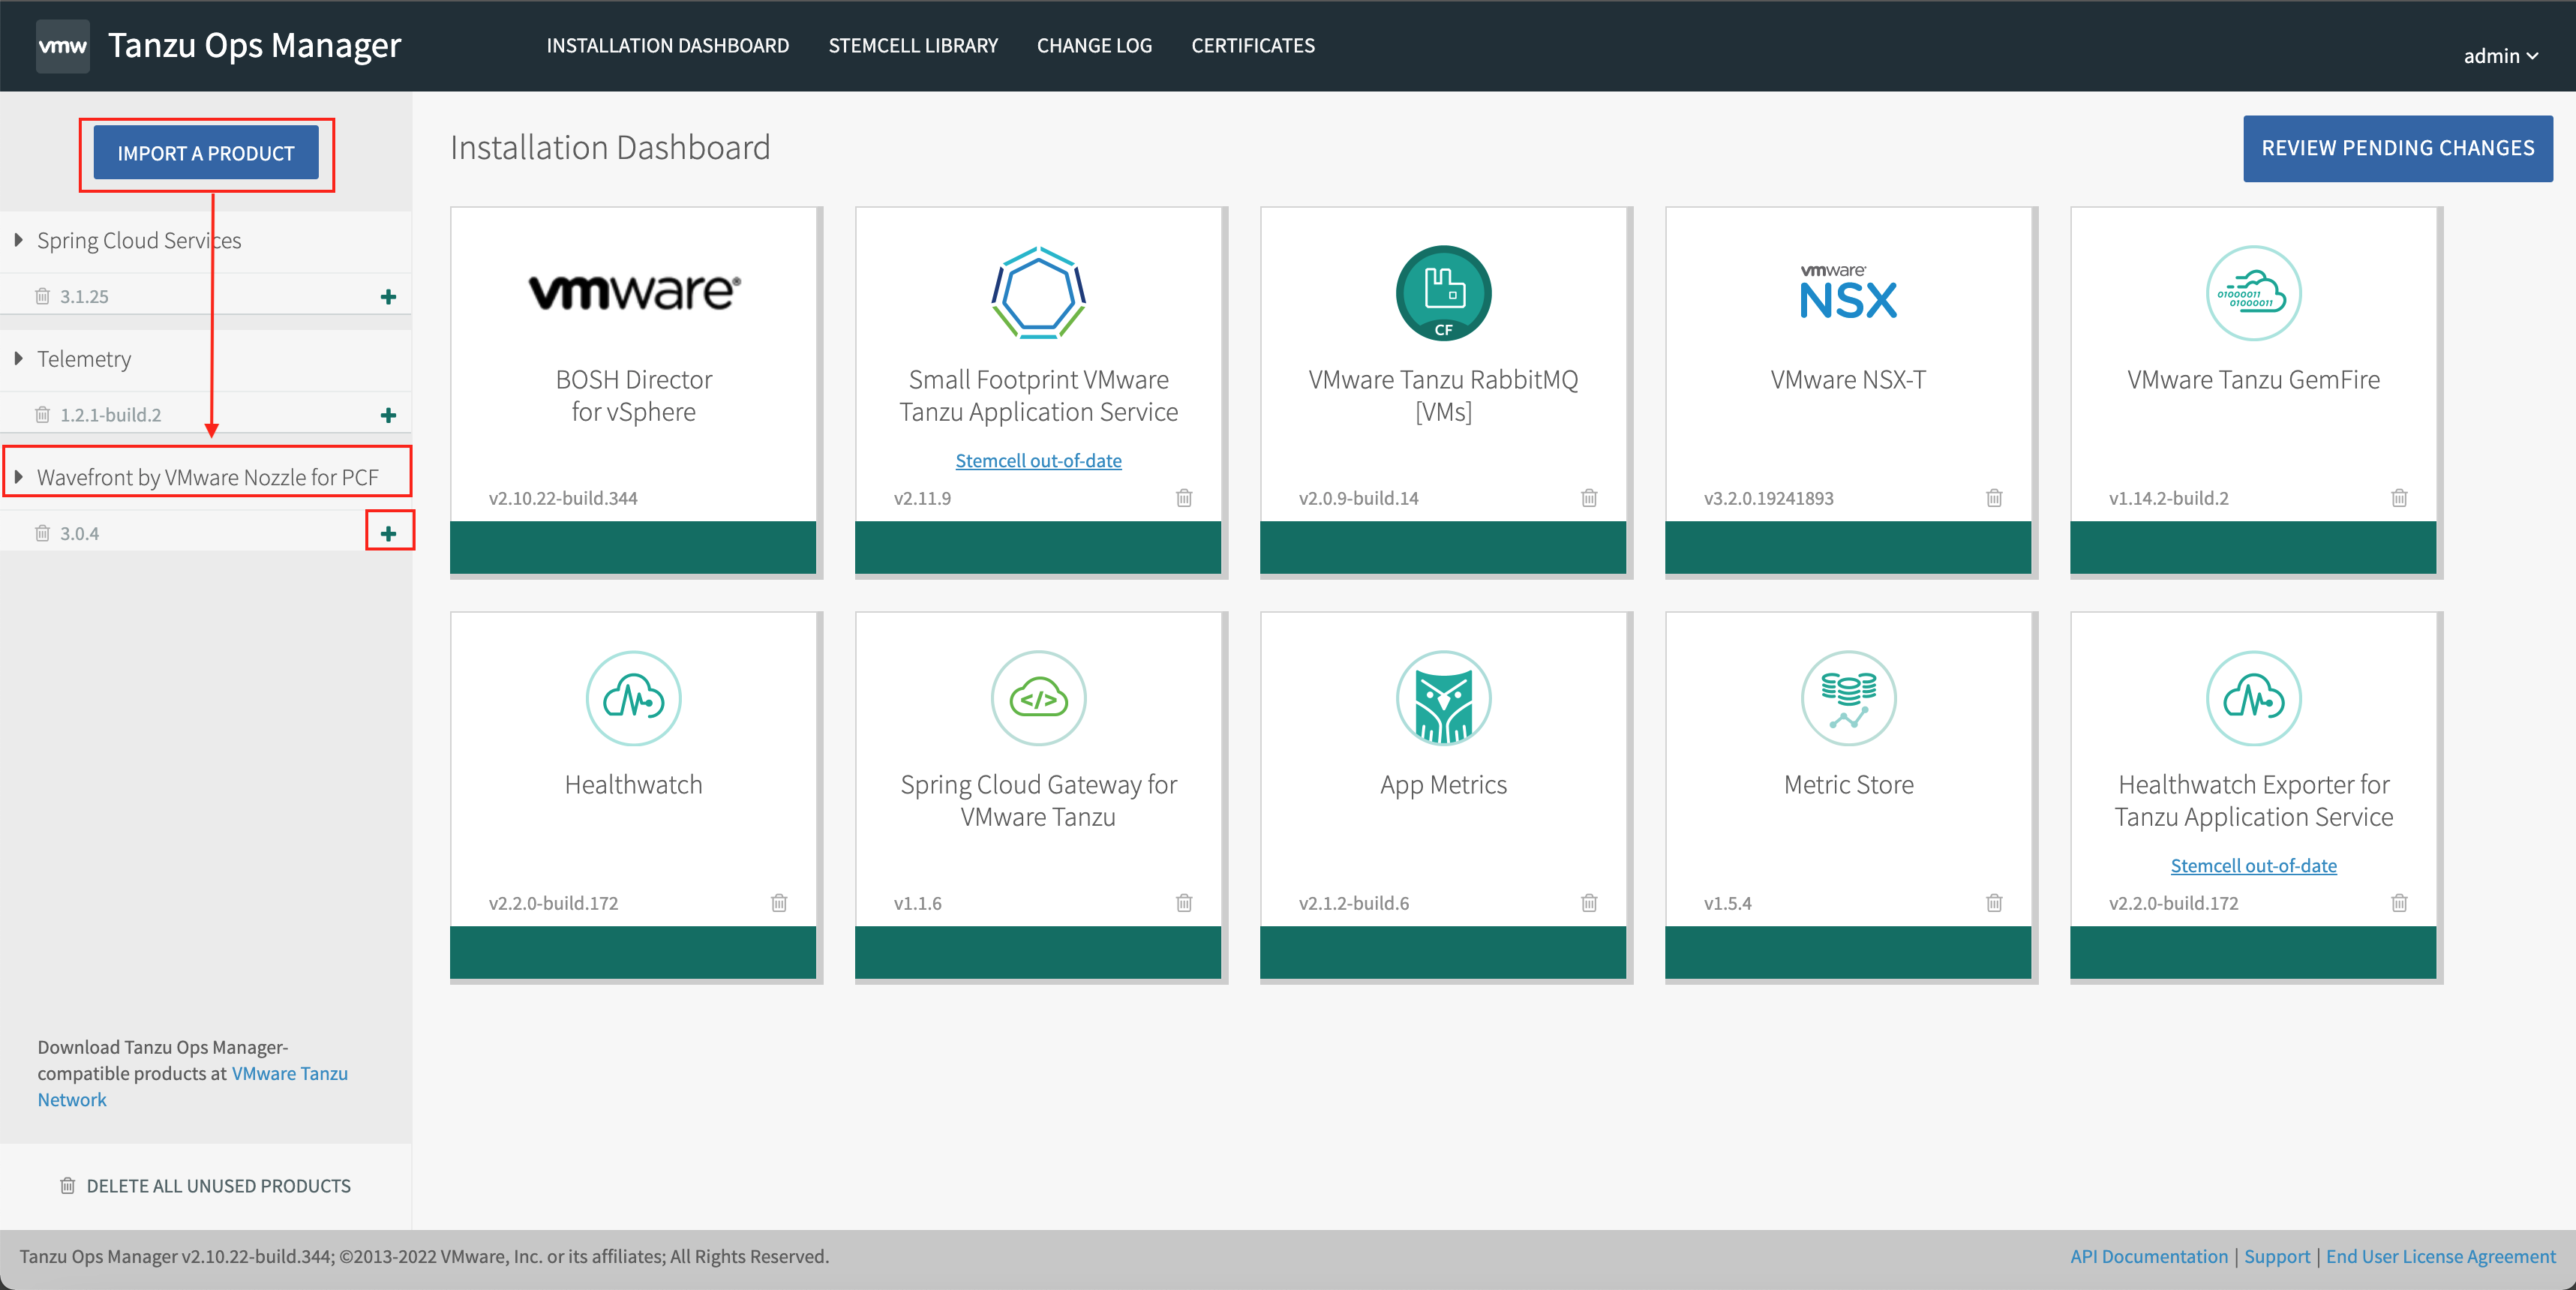 vmw Tanzu Ops Manager
INSTALLATION DASHBOARD
STEMCELL LIBRARY
CHANGE LOG
CERTIFICATES
admin
IMPORT A PRODUCT
Spring Cloud Services
3.1.25
Telemetry
1.2.1-build.2
Wavefront by VMware Nozzle for PCF
3.0.4
Download Tanzu Ops Manager-
compatible products at VMware Tanzu
Network
DELETE ALL UNUSED PRODUCTS
Installation Dashboard
REVIEW PENDING CHANGES
vmware®
BOSH Director
for vSphere
v2.10.22-build.344
Small Footprint VMware
Tanzu Application Service
Stemcell out-of-date
v2.11.9
CF
VMware Tanzu RabbitMQ
[VMs]
v2.0.9-build.14
vmware®
NSX
VMware NSX-T
v3.2.0.19241893
01000011
01000011
VMware Tanzu GemFire
v1.14.2-build.2
Healthwatch
v2.2.0-build.172
</>
Spring Cloud Gateway for
VMware Tanzu
v1.1.6
App Metrics
v2.1.2-build.6
Metric Store
v1.5.4
Healthwatch Exporter for
Tanzu Application Service
Stemcell out-of-date
v2.2.0-build.172
Tanzu Ops Manager v2.10.22-build.344; ©2013-2022 VMware, Inc. or its affiliates; All Rights Reserved.
API Documentation | Support | End User License Agreement